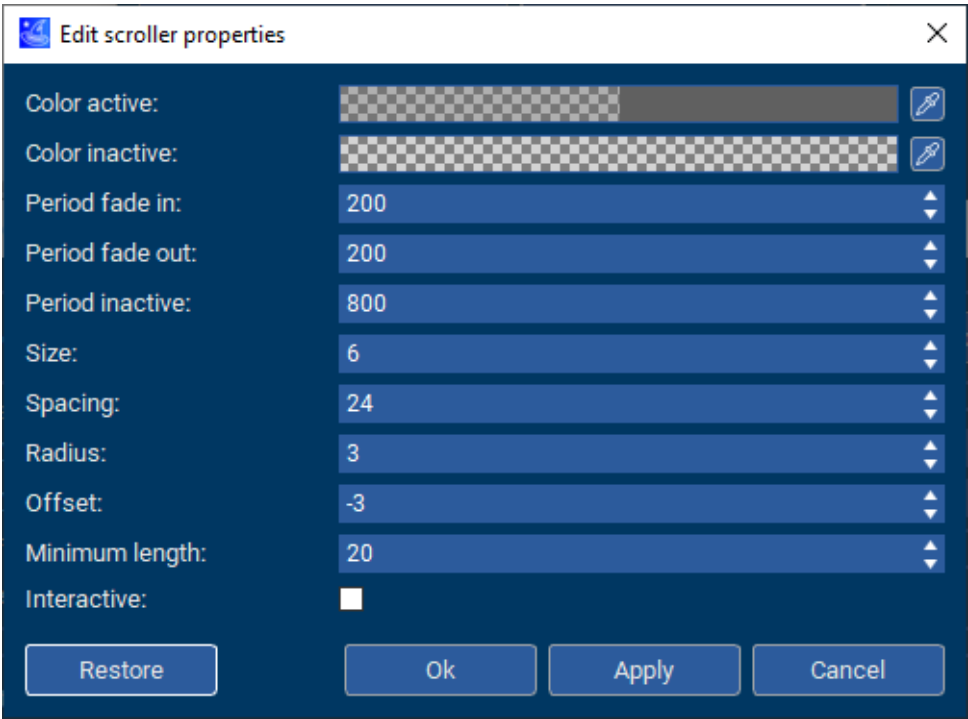 Edit scroller properties
Color active:
Color inactive:
Period fade in: 200
Period fade out: 200
Period inactive: 800
Size: 6
Spacing: 24
Radius: 3
Offset: -3
Minimum length: 20
Interactive:
Restore Ok Apply Cancel